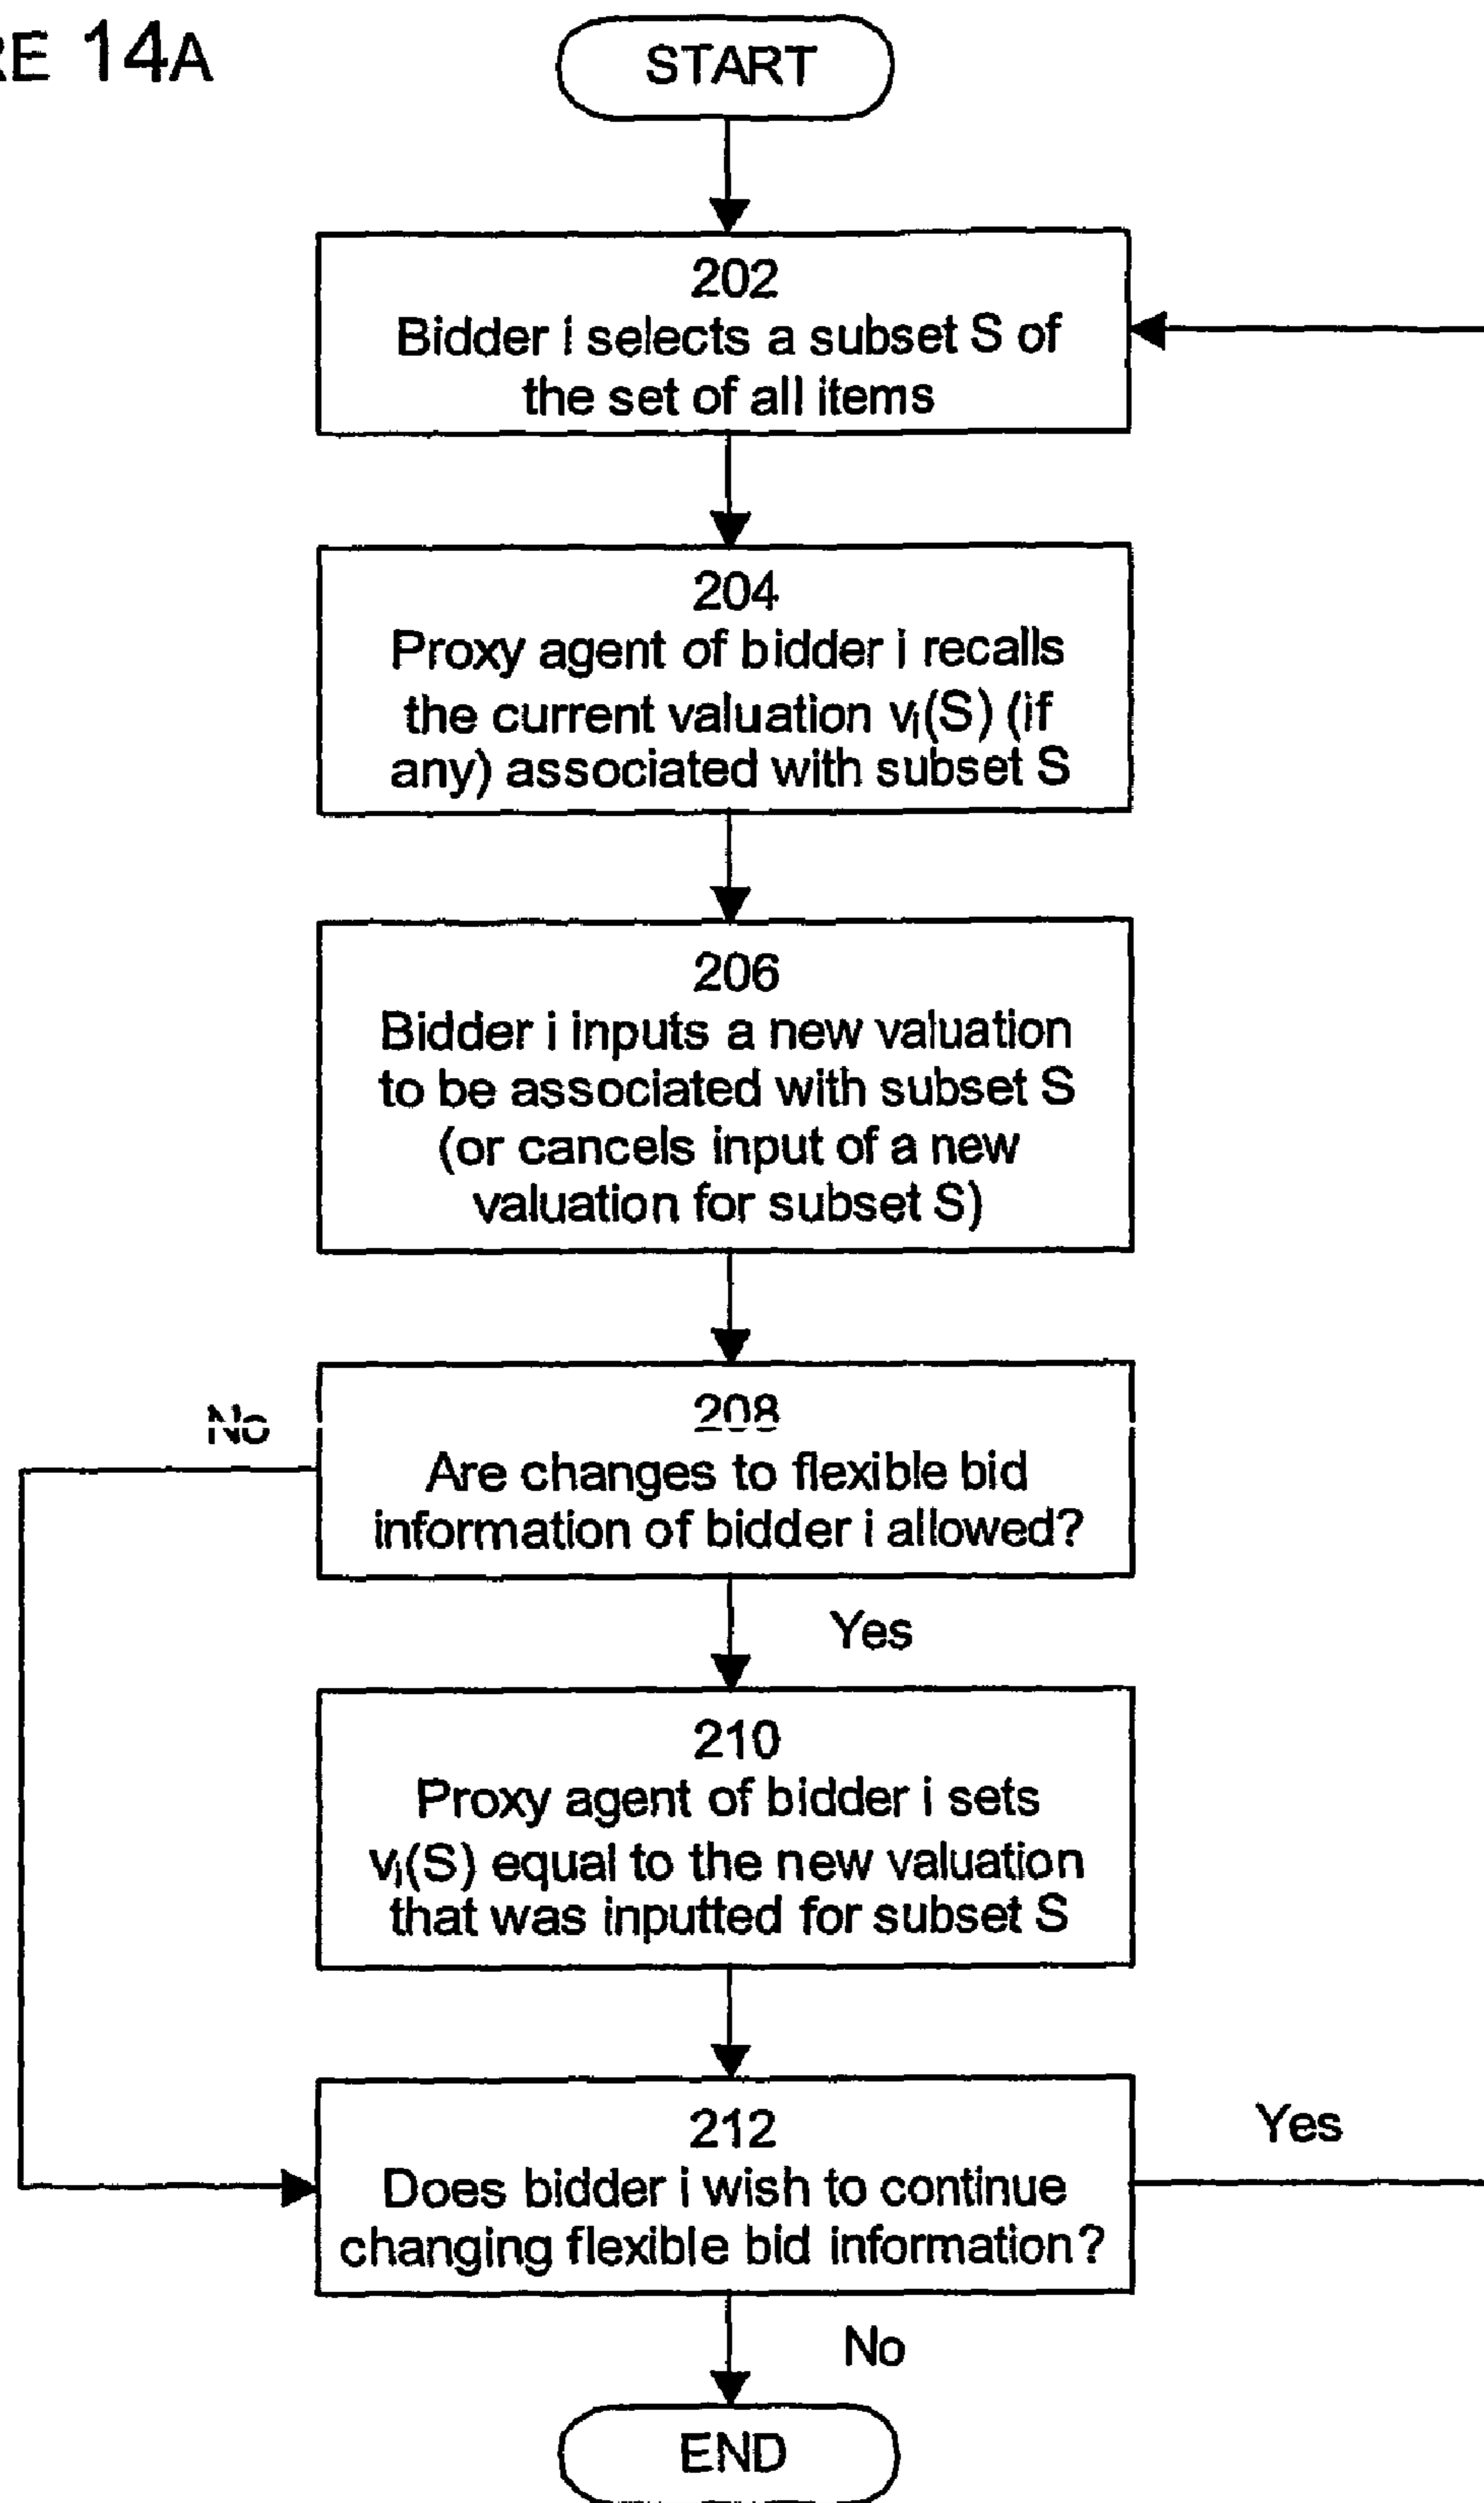 RE 14A
START
202
Bidder i selects a subset S of
the set of all items
204
Proxy agent of bidder i recalls
the current valuation vi(S) (if
any) associated with subset S
206
Bidder i inputs a new valuation
to be associated with subset S
(or cancels input of a new
valuation for subset S)
No
208
Are changes to flexible bid
information of bidder i allowed?
Yes
210
Proxy agent of bidder i sets
vi(S) equal to the new valuation
that was inputted for subset S
212
Does bidder i wish to continue
changing flexible bid information?
Yes
No
END